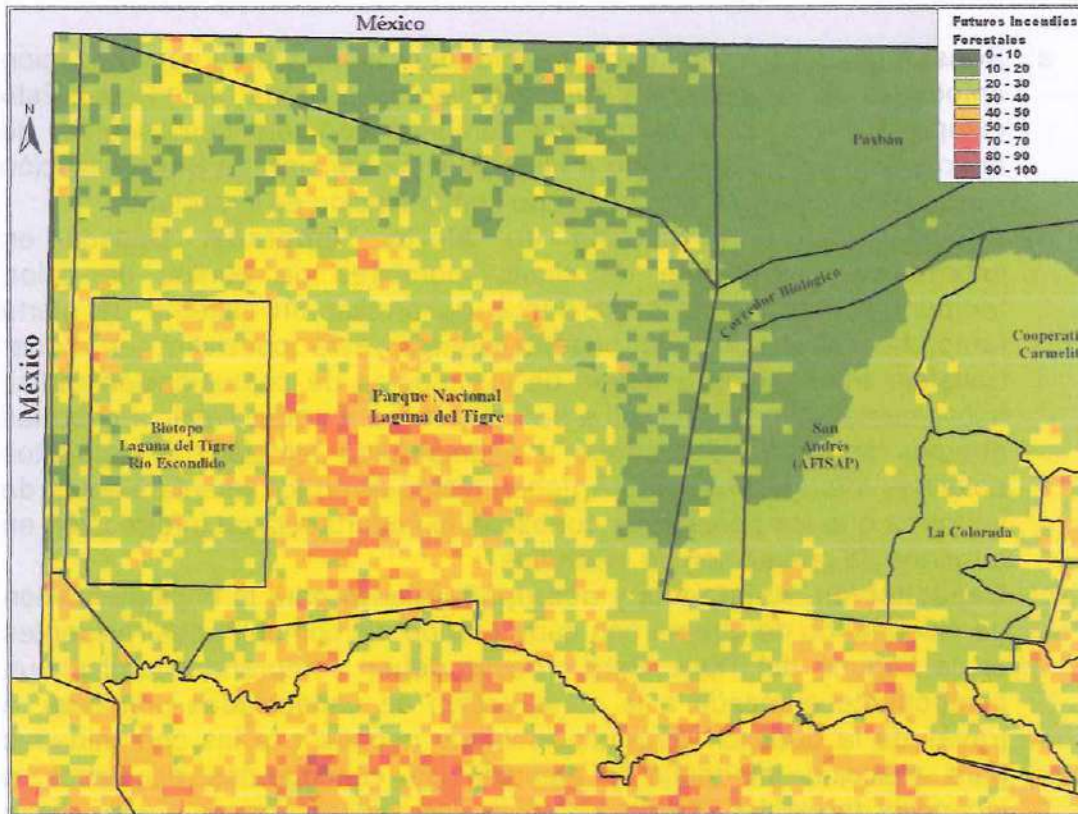 México
Futuros Incendios
Forestales
0 - 10
10 - 20
20 - 30
30 - 40
40 - 50
50 - 60
70 - 70
80 - 90
90 - 100
Paxbán
N
Corredor Biológico
México
Cooperati
Carmelit
Parque Nacional
Laguna del Tigre
Biotopo
Laguna del Tigre
Río Escondido
San
Andrés
(AFISAP)
La Colorada